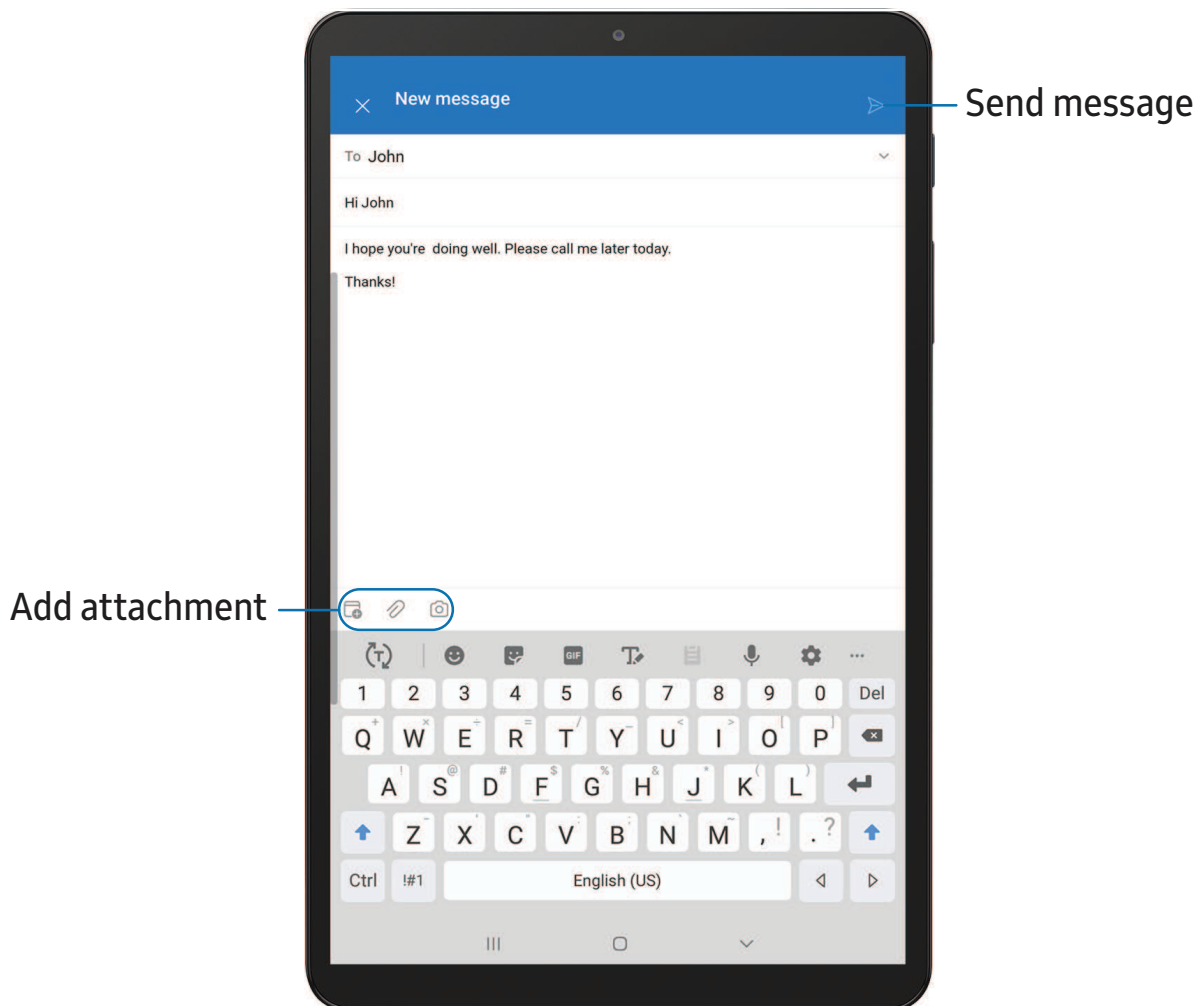 New message
Send message
To John
Hi John
I hope you're  doing well. Please call me later today.
Thanks!
Add attachment
T GIF T
1 2 3 4 5 6 7 8 9 0 Del
Q + W × E ÷ R = T / Y _ U < I > O [ P ]
A ! S @ D # F $ G % H & J * K ( L )
Z - X ' C " V : B ; N ' M ~ , ! . ?
Ctrl !#1 English (US)